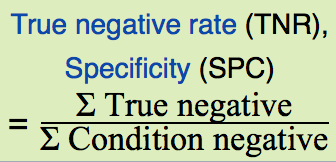 True negative rate (TNR),
Specificity (SPC)
= Σ True negative
Σ Condition negative